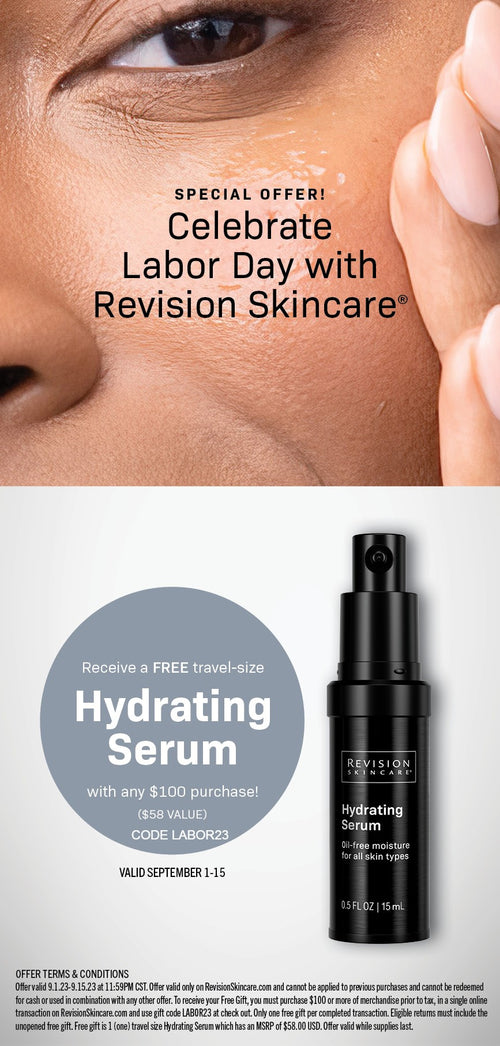 SPECIAL OFFER!
Celebrate
Labor Day with
Revision Skincare®
Receive a FREE travel-size
Hydrating
Serum
with any $100 purchase!
($58 VALUE)
CODE LABOR23
VALID SEPTEMBER 1-15
REVISION
SKINCARE®
Hydrating
Serum
Oil-free moisture
for all skin types
0.5 FL OZ | 15 mL
OFFER TERMS & CONDITIONS
Offer valid 9.1.23-9.15.23 at 11:59PM CST. Offer valid only on RevisionSkincare.com and cannot be applied to previous purchases and cannot be redeemed
for cash or used in combination with any other offer. To receive your Free Gift, you must purchase $100 or more of merchandise prior to tax, in a single online
transaction on RevisionSkincare.com and use gift code LABOR23 at check out. Only one free gift per completed transaction. Eligible returns must include the
unopened free gift. Free gift is 1 (one) travel size Hydrating Serum which has an MSRP of $58.00 USD. Offer valid while supplies last.